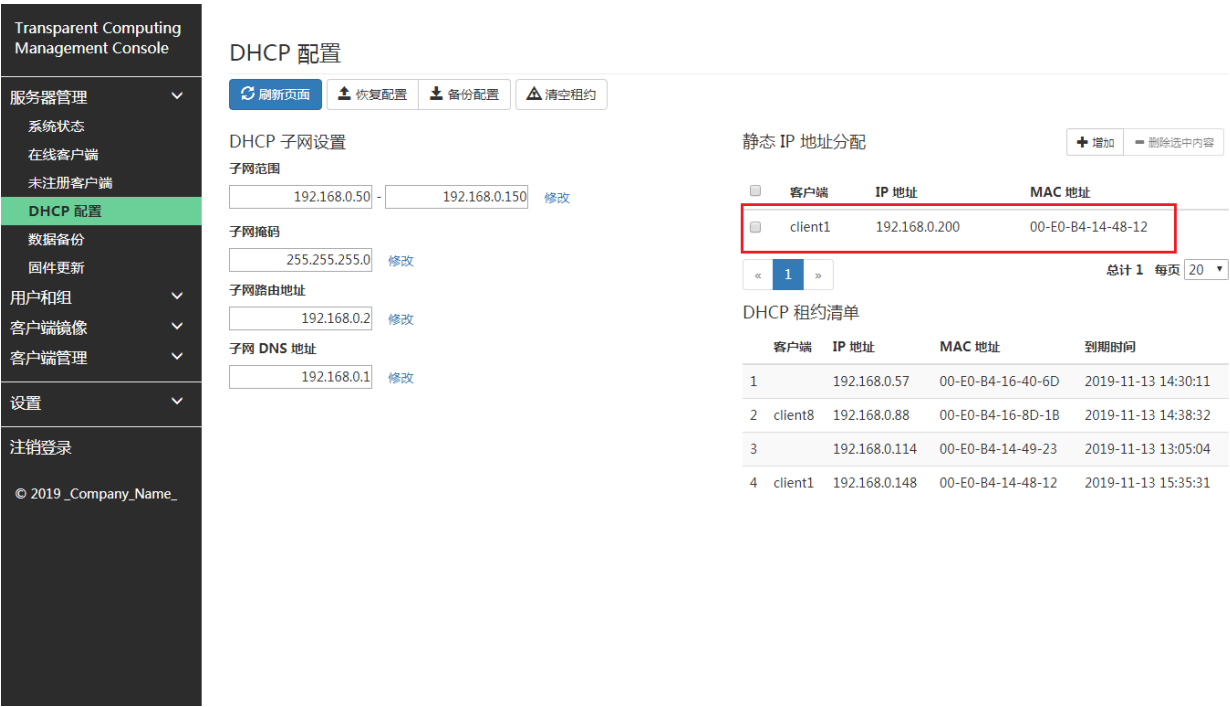 Transparent Computing
Management Console
服务器管理
系统状态
在线客户端
未注册客户端
DHCP 配置
数据备份
固件更新
用户和组
客户端镜像
客户端管理
设置
注销登录
© 2019 _Company_Name_
DHCP 配置
刷新页面 恢复配置 备份配置 清空租约
DHCP 子网设置
子网范围
192.168.0.50 - 192.168.0.150 修改
子网掩码
255.255.255.0 修改
子网路由地址
192.168.0.2 修改
子网 DNS 地址
192.168.0.1 修改
静态 IP 地址分配 增加 删除选中内容
客户端 IP 地址 MAC 地址
client1 192.168.0.200 00-E0-B4-14-48-12
« 1 » 总计 1 每页 20
DHCP 租约清单
客户端 IP 地址 MAC 地址 到期时间
1 192.168.0.57 00-E0-B4-16-40-6D 2019-11-13 14:30:11
2 client8 192.168.0.88 00-E0-B4-16-8D-1B 2019-11-13 14:38:32
3 192.168.0.114 00-E0-B4-14-49-23 2019-11-13 13:05:04
4 client1 192.168.0.148 00-E0-B4-14-48-12 2019-11-13 15:35:31